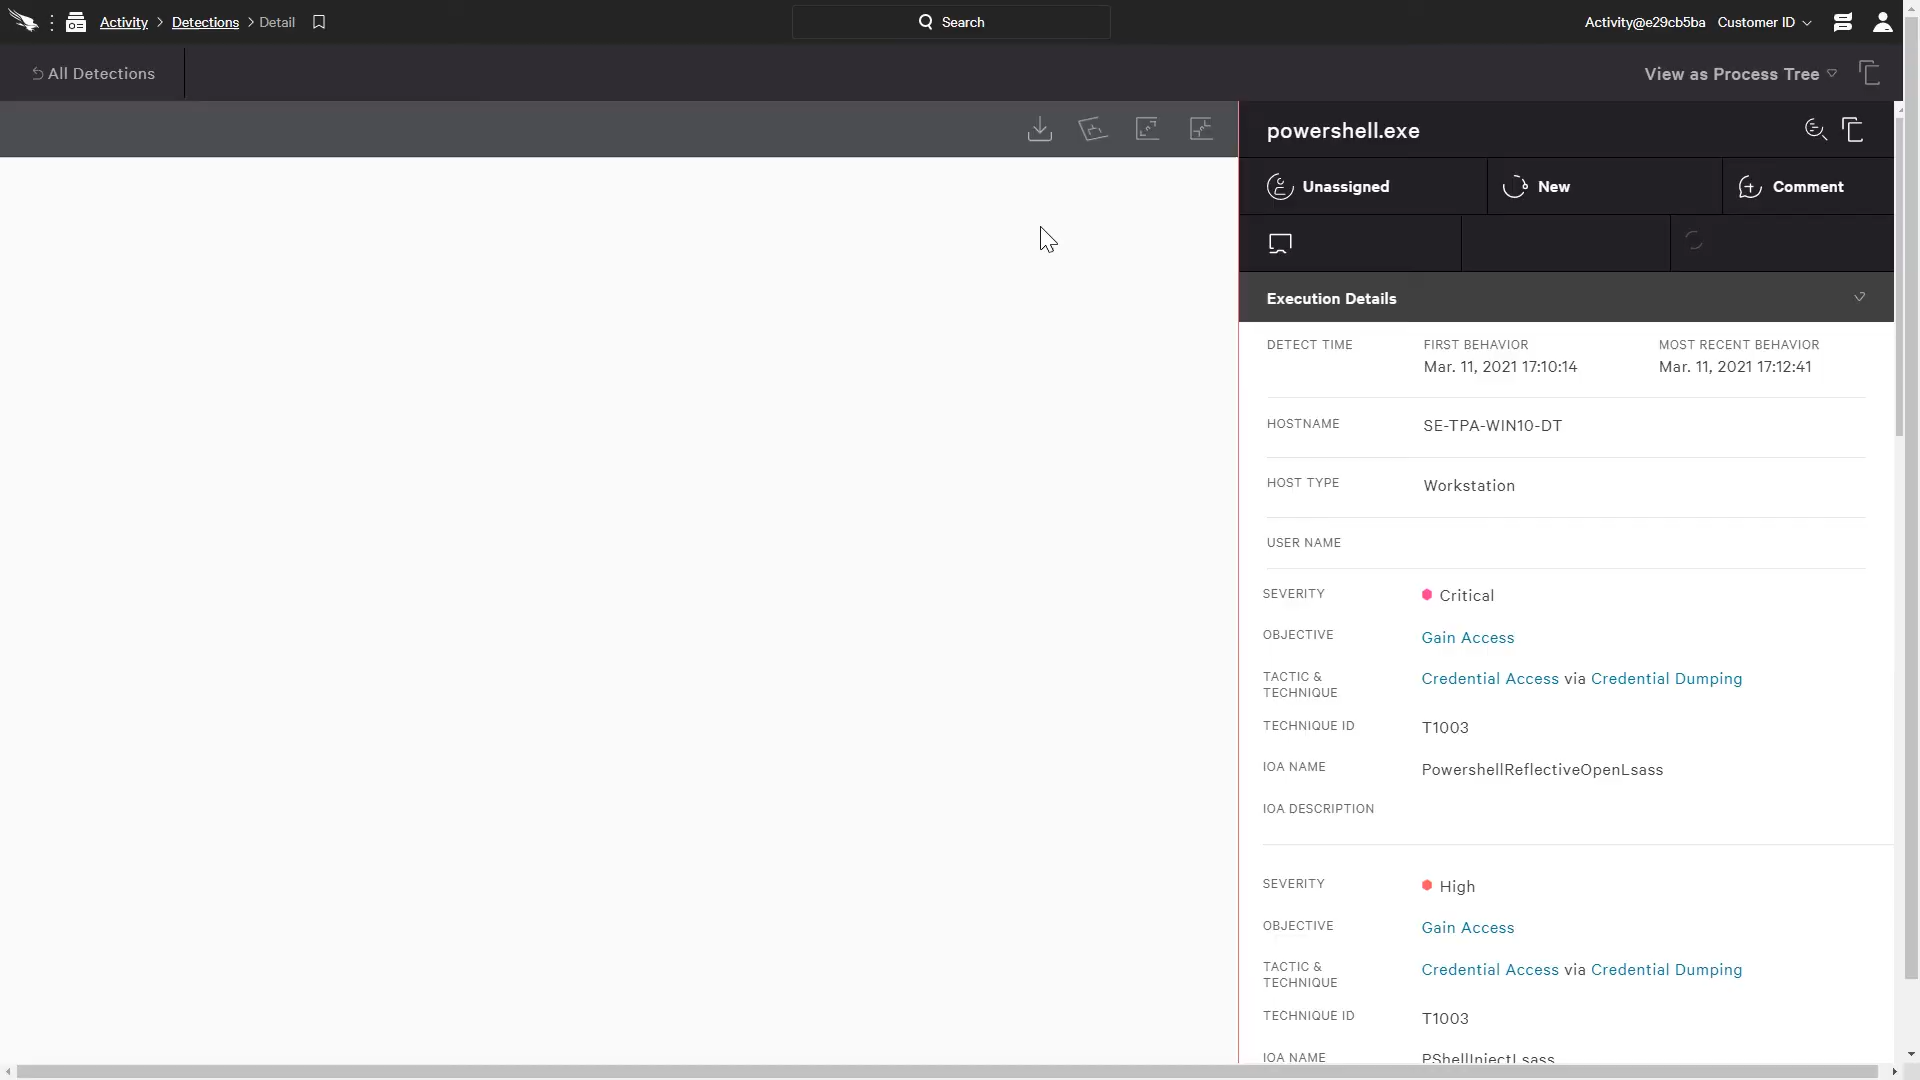 Activity > Detections > Detail
Search
Activity@e29cb5ba Customer ID
All Detections
View as Process Tree
powershell.exe
Unassigned
New
Comment
Execution Details
DETECT TIME
FIRST BEHAVIOR
Mar. 11, 2021 17:10:14
MOST RECENT BEHAVIOR
Mar. 11, 2021 17:12:41
HOSTNAME
SE-TPA-WIN10-DT
HOST TYPE
Workstation
USER NAME
SEVERITY
Critical
OBJECTIVE
Gain Access
TACTIC &
TECHNIQUE
Credential Access via Credential Dumping
TECHNIQUE ID
T1003
IOA NAME
PowershellReflectiveOpenLsass
IOA DESCRIPTION
SEVERITY
High
OBJECTIVE
Gain Access
TACTIC &
TECHNIQUE
Credential Access via Credential Dumping
TECHNIQUE ID
T1003
IOA NAME
PShellInjectLsass